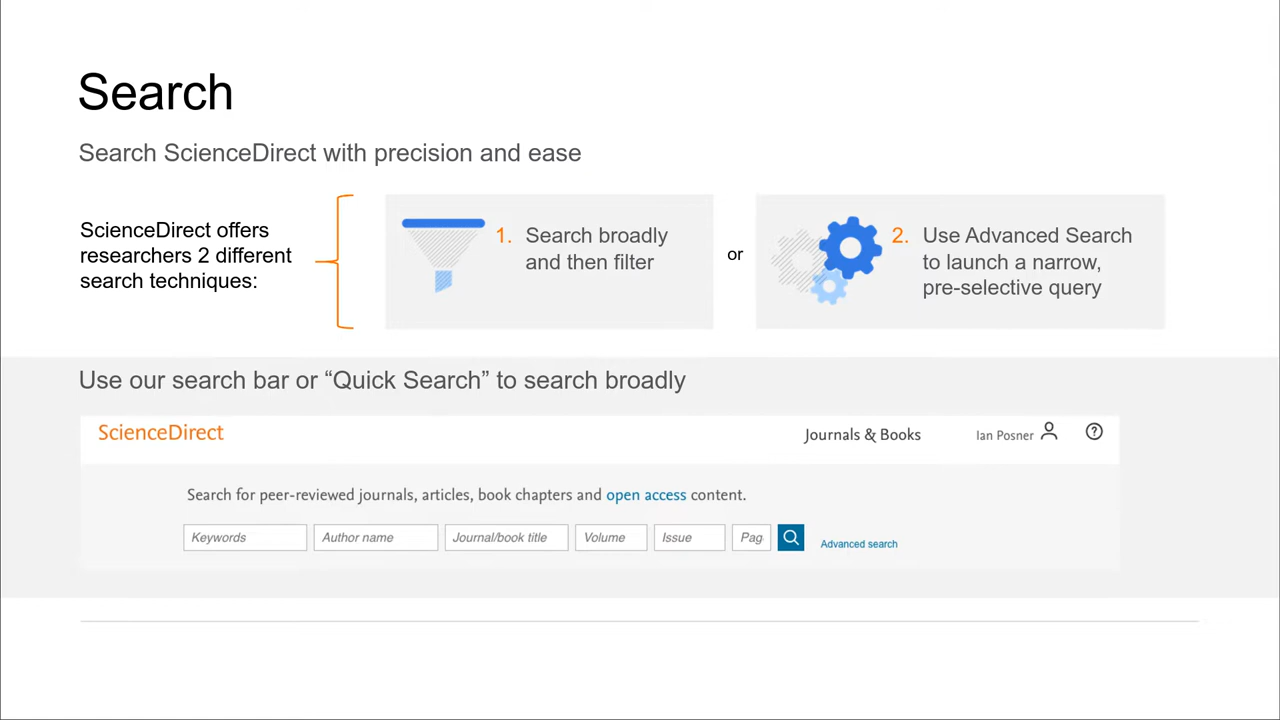 Search
Search ScienceDirect with precision and ease
ScienceDirect offers
researchers 2 different
search techniques:
1. Search broadly
and then filter
or
2. Use Advanced Search
to launch a narrow,
pre-selective query
Use our search bar or “Quick Search” to search broadly
ScienceDirect
Journals & Books
Ian Posner
?
Search for peer-reviewed journals, articles, book chapters and open access content.
Keywords
Author name
Journal/book title
Volume
Issue
Pag
Advanced search